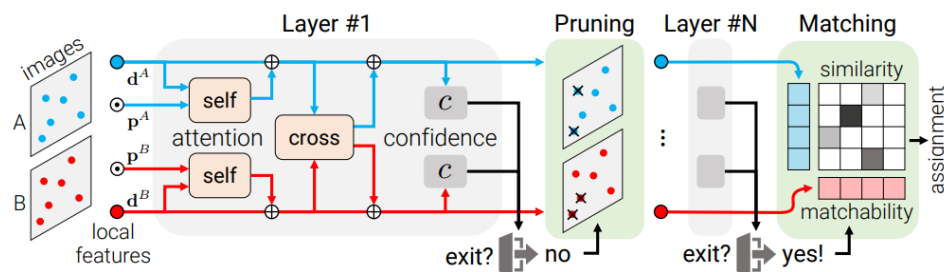 Layer #1
Pruning
Layer #N
Matching
images
A
B
d^A
p^A
p^B
d^B
self
attention
self
cross
confidence
c
c
local
features
exit?
no
...
exit?
yes!
similarity
matchability
assignment